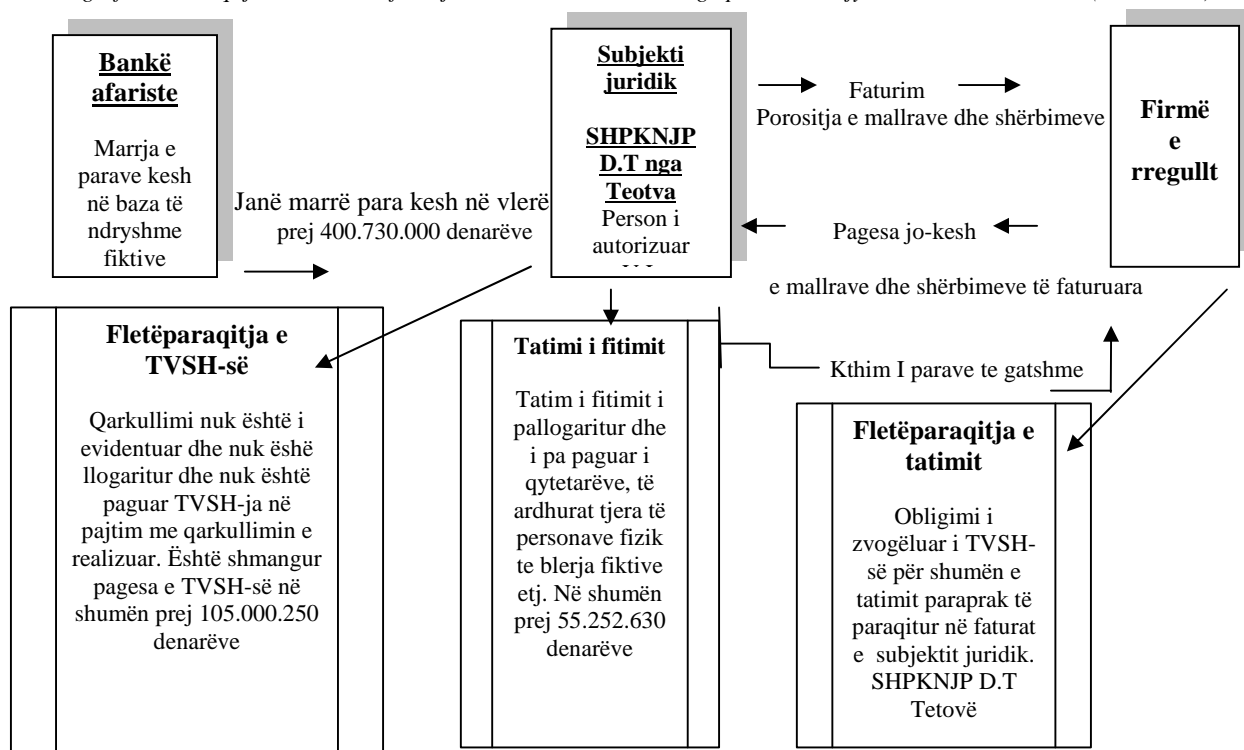 Bankë
afariste
Marrja e
parave kesh
në baza të
ndryshme
fiktive
Janë marrë para kesh në vlerë
prej 400.730.000 denarëve
Subjekti
juridik
SHPKNJP
D.T nga
Teotva
Person i
autorizuar
Faturim
Porositja e mallrave dhe shërbimeve
Pagesa jo-kesh
e mallrave dhe shërbimeve të faturuara
Firmë
e
rregullt
Kthim I parave te gatshme
Fletëparaqitja e
TVSH-së
Qarkullimi nuk është i
evidentuar dhe nuk ëshë
llogaritur dhe nuk është
paguar TVSH-ja në
pajtim me qarkullimin e
realizuar. Është shmangur
pagesa e TVSH-së në
shumën prej 105.000.250
denarëve
Tatimi i fitimit
Tatim i fitimit i
pallogaritur dhe
i pa paguar i
qytetarëve, të
ardhurat tjera të
personave fizik
te blerja fiktive
etj. Në shumën
prej 55.252.630
denarëve
Fletëparaqitja e
tatimit
Obligimi i
zvogëluar i TVSH-
së për shumën e
tatimit paraprak të
paraqitur në faturat
e subjektit juridik.
SHPKNJP D.T
Tetovë